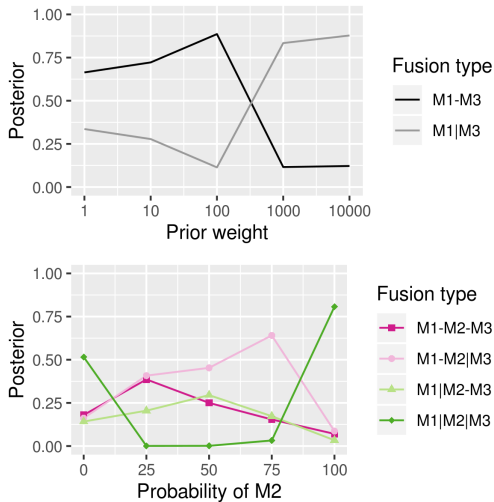 1.00
0.75
0.50
0.25
0.00
Posterior
1 10 100 1000 10000
Prior weight
Fusion type
M1-M3
M1|M3
1.00
0.75
0.50
0.25
0.00
Posterior
0 25 50 75 100
Probability of M2
Fusion type
M1-M2-M3
M1-M2|M3
M1|M2-M3
M1|M2|M3